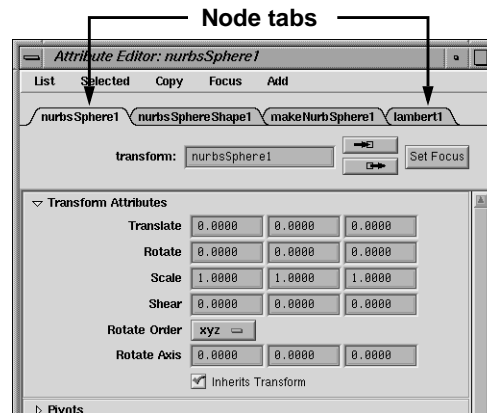 Node tabs
Attribute Editor: nurbsSphere1
List Selected Copy Focus Add
nurbsSphere1 nurbsSphereShape1 makeNurbSphere1 lambert1
transform: nurbsSphere1 Set Focus
Transform Attributes
Translate 0.0000 0.0000 0.0000
Rotate 0.0000 0.0000 0.0000
Scale 1.0000 1.0000 1.0000
Shear 0.0000 0.0000 0.0000
Rotate Order xyz
Rotate Axis 0.0000 0.0000 0.0000
Inherits Transform
Pivots